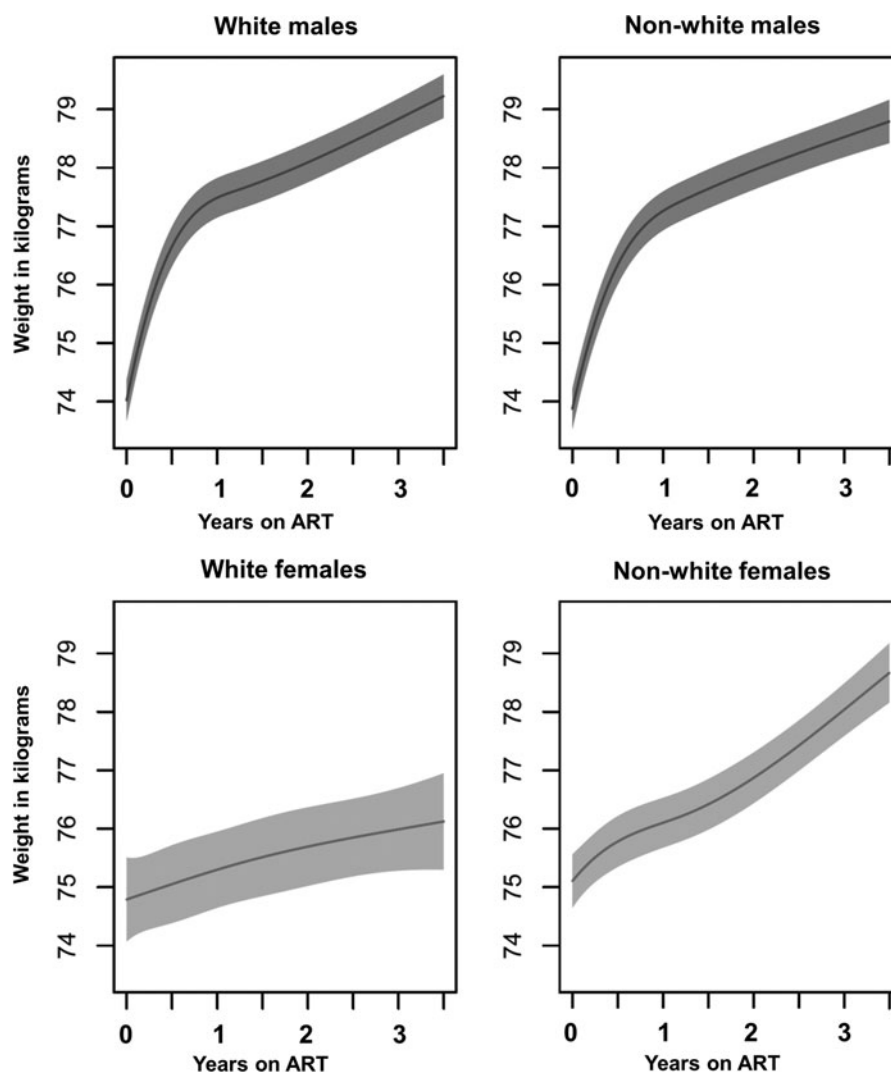 White males
Non-white males
Weight in kilograms
79
78
77
76
75
74
79
78
77
76
75
74
0 1 2 3
0 1 2 3
Years on ART
Years on ART
White females
Non-white females
Weight in kilograms
79
78
77
76
75
74
79
78
77
76
75
74
0 1 2 3
0 1 2 3
Years on ART
Years on ART